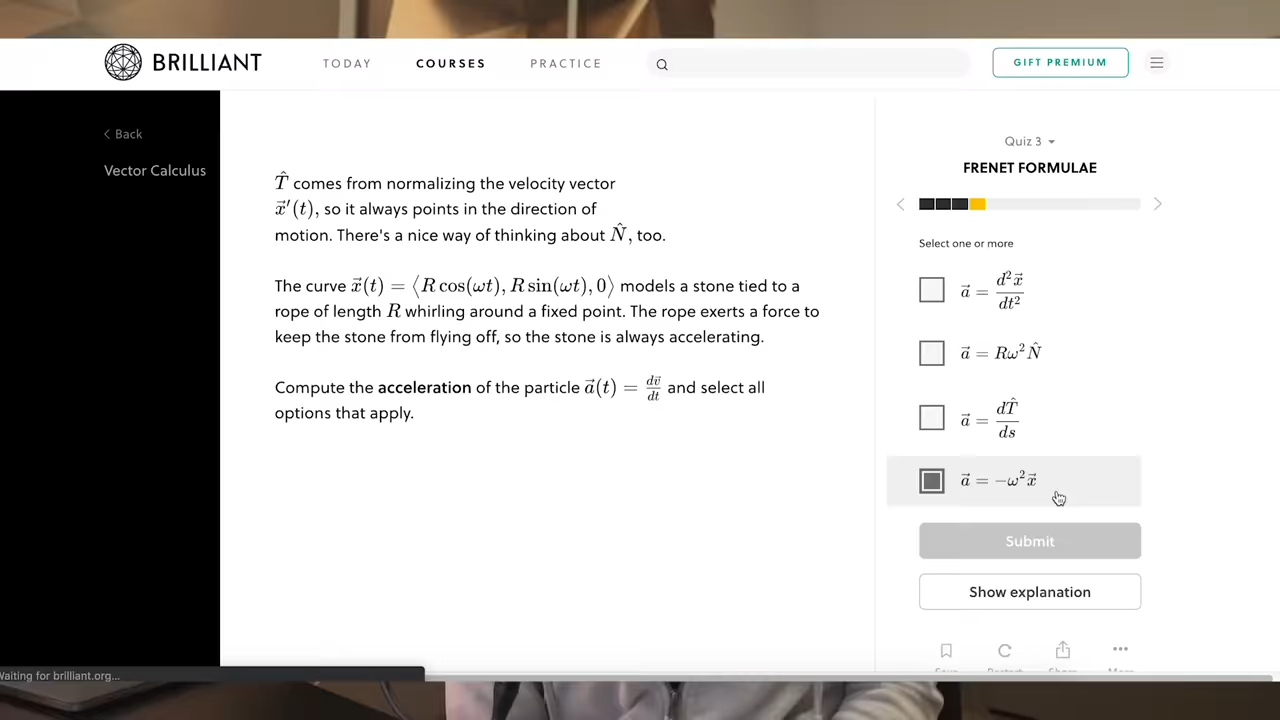 BRILLIANT
TODAY
COURSES
PRACTICE
GIFT PREMIUM
Back
Vector Calculus
T̂ comes from normalizing the velocity vector
x⃗′(t), so it always points in the direction of
motion. There's a nice way of thinking about N̂, too.
The curve x⃗(t) = ⟨R cos(ωt), R sin(ωt), 0⟩ models a stone tied to a
rope of length R whirling around a fixed point. The rope exerts a force to
keep the stone from flying off, so the stone is always accelerating.
Compute the acceleration of the particle a⃗(t) = dv⃗/dt and select all
options that apply.
Quiz 3
FRENET FORMULAE
Select one or more
a⃗ = d²x⃗/dt²
a⃗ = Rω²N̂
a⃗ = dT̂/ds
a⃗ = −ω²x⃗
Submit
Show explanation
Waiting for brilliant.org...